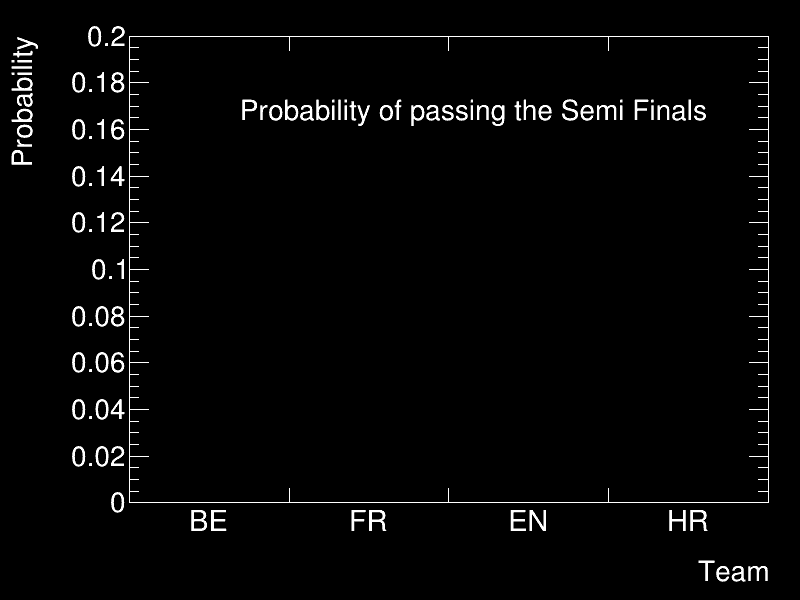 Probability
0.2
0.18
Probability of passing the Semi Finals
0.16
0.14
0.12
0.1
0.08
0.06
0.04
0.02
0
BE FR EN HR
Team